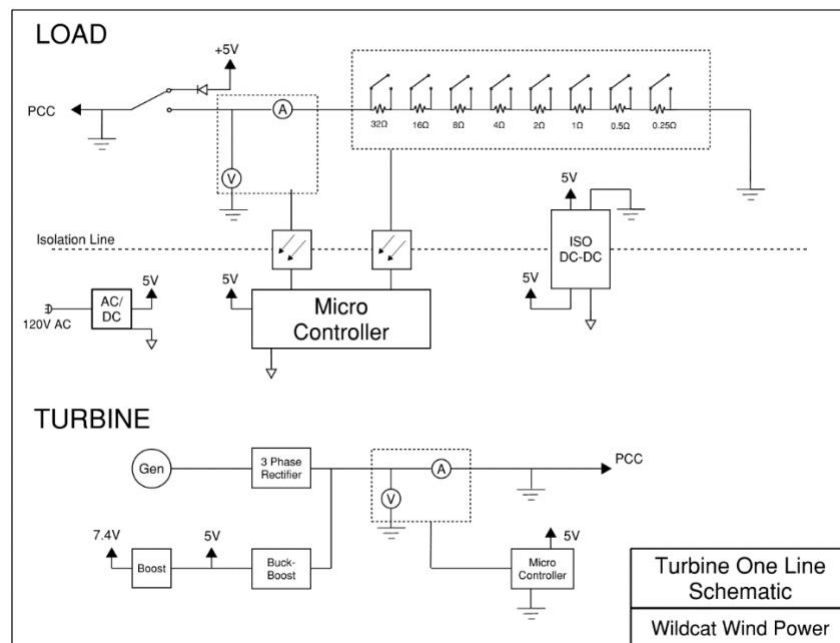 LOAD
+5V
PCC
A
32Ω 16Ω 8Ω 4Ω 2Ω 1Ω 0.5Ω 0.25Ω
V
5V
Isolation Line
ISO
DC-DC
5V
5V
5V
AC/
DC
120V AC
Micro
Controller
TURBINE
Gen
3 Phase
Rectifier
A
V
PCC
7.4V
5V
5V
Boost
Buck-
Boost
Micro
Controller
Turbine One Line
Schematic
Wildcat Wind Power